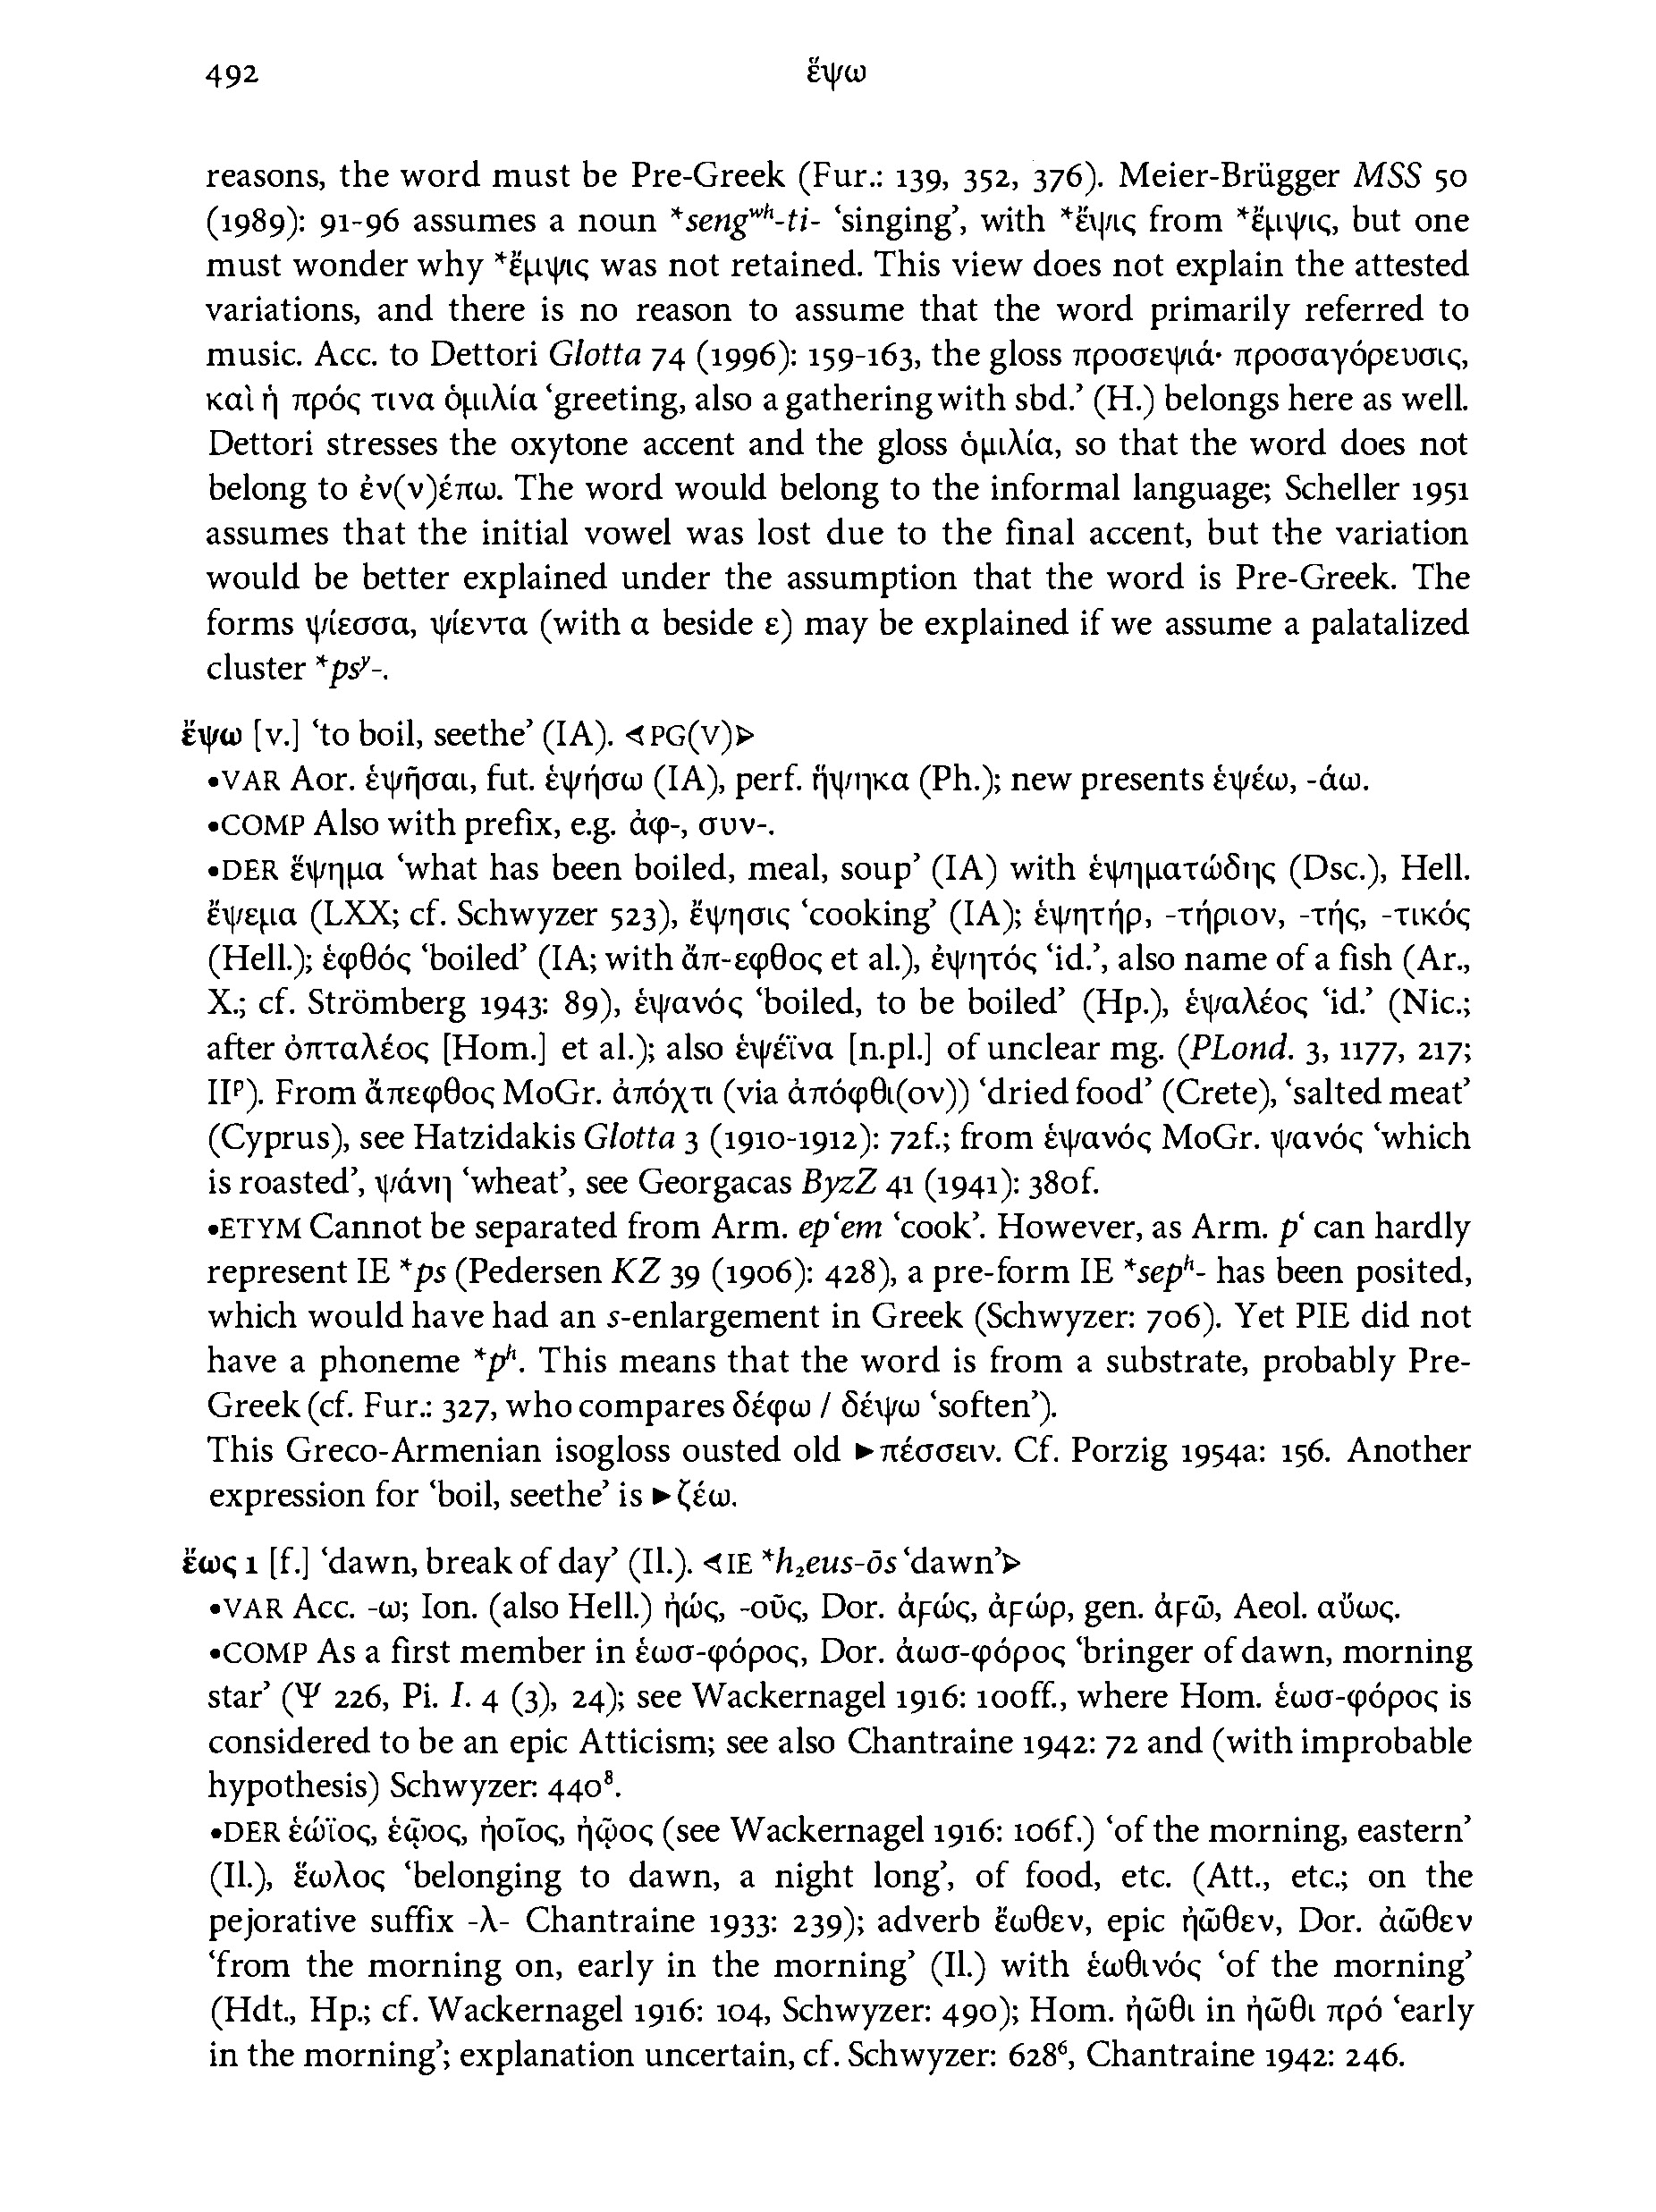 492 ἕψω
reasons, the word must be Pre-Greek (Fur.: 139, 352, 376). Meier-Brügger MSS 50
(1989): 91-96 assumes a noun *sengʷʰ-ti- ‘singing’, with *ἕψις from *ἕμψις, but one
must wonder why *ἕμψις was not retained. This view does not explain the attested
variations, and there is no reason to assume that the word primarily referred to
music. Acc. to Dettori Glotta 74 (1996): 159-163, the gloss προσεψιά· προσαγόρευσις,
καὶ ἡ πρός τινα ὁμιλία ‘greeting, also a gathering with sbd.’ (H.) belongs here as well.
Dettori stresses the oxytone accent and the gloss ὁμιλία, so that the word does not
belong to ἐν(ν)έπω. The word would belong to the informal language; Scheller 1951
assumes that the initial vowel was lost due to the final accent, but the variation
would be better explained under the assumption that the word is Pre-Greek. The
forms ψίεσσα, ψίεντα (with α beside ε) may be explained if we assume a palatalized
cluster *psʸ-.
ἕψω [v.] ‘to boil, seethe’ (IA). ⊲PG(V)⊳
•VAR Aor. ἑψῆσαι, fut. ἑψήσω (IA), perf. ἥψηκα (Ph.); new presents ἑψέω, -άω.
•COMP Also with prefix, e.g. ἀφ-, συν-.
•DER ἕψημα ‘what has been boiled, meal, soup’ (IA) with ἑψηματώδης (Dsc.), Hell.
ἕψεμα (LXX; cf. Schwyzer 523), ἕψησις ‘cooking’ (IA); ἑψητήρ, -τήριον, -τής, -τικός
(Hell.); ἑφθός ‘boiled’ (IA; with ἄπ-εφθος et al.), ἑψητός ‘id.’, also name of a fish (Ar.,
X.; cf. Strömberg 1943: 89), ἑψανός ‘boiled, to be boiled’ (Hp.), ἑψαλέος ‘id.’ (Nic.;
after ὀπταλέος [Hom.] et al.); also ἑψέϊνα [n.pl.] of unclear mg. (PLond. 3, 1177, 217;
IIᵖ). From ἄπεφθος MoGr. ἀπόχτι (via ἀπόφθι(ον)) ‘dried food’ (Crete), ‘salted meat’
(Cyprus), see Hatzidakis Glotta 3 (1910-1912): 72f.; from ἑψανός MoGr. ψανός ‘which
is roasted’, ψάνη ‘wheat’, see Georgacas ByzZ 41 (1941): 380f.
•ETYM Cannot be separated from Arm. ep‘em ‘cook’. However, as Arm. p‘ can hardly
represent IE *ps (Pedersen KZ 39 (1906): 428), a pre-form IE *sepʰ- has been posited,
which would have had an s-enlargement in Greek (Schwyzer: 706). Yet PIE did not
have a phoneme *pʰ. This means that the word is from a substrate, probably Pre-
Greek (cf. Fur.: 327, who compares δέφω / δέψω ‘soften’).
This Greco-Armenian isogloss ousted old ►πέσσειν. Cf. Porzig 1954a: 156. Another
expression for ‘boil, seethe’ is ►ζέω.
ἕως 1 [f.] ‘dawn, break of day’ (Il.). ⊲IE *h₂eus-ōs ‘dawn’⊳
•VAR Acc. -ω; Ion. (also Hell.) ἠώς, -οῦς, Dor. ἀϝώς, ἀϝώρ, gen. ἀϝῶ, Aeol. αὔως.
•COMP As a first member in ἑωσ-φόρος, Dor. ἀωσ-φόρος ‘bringer of dawn, morning
star’ (Ψ 226, Pi. I. 4 (3), 24); see Wackernagel 1916: 100ff., where Hom. ἑωσ-φόρος is
considered to be an epic Atticism; see also Chantraine 1942: 72 and (with improbable
hypothesis) Schwyzer: 440⁸.
•DER ἑώϊος, ἑῷος, ἠοῖος, ἠῷος (see Wackernagel 1916: 106f.) ‘of the morning, eastern’
(Il.), ἕωλος ‘belonging to dawn, a night long’, of food, etc. (Att., etc.; on the
pejorative suffix -λ- Chantraine 1933: 239); adverb ἕωθεν, epic ἠῶθεν, Dor. ἀῶθεν
‘from the morning on, early in the morning’ (Il.) with ἑωθινός ‘of the morning’
(Hdt., Hp.; cf. Wackernagel 1916: 104, Schwyzer: 490); Hom. ἠῶθι in ἠῶθι πρό ‘early
in the morning’; explanation uncertain, cf. Schwyzer: 628⁶, Chantraine 1942: 246.